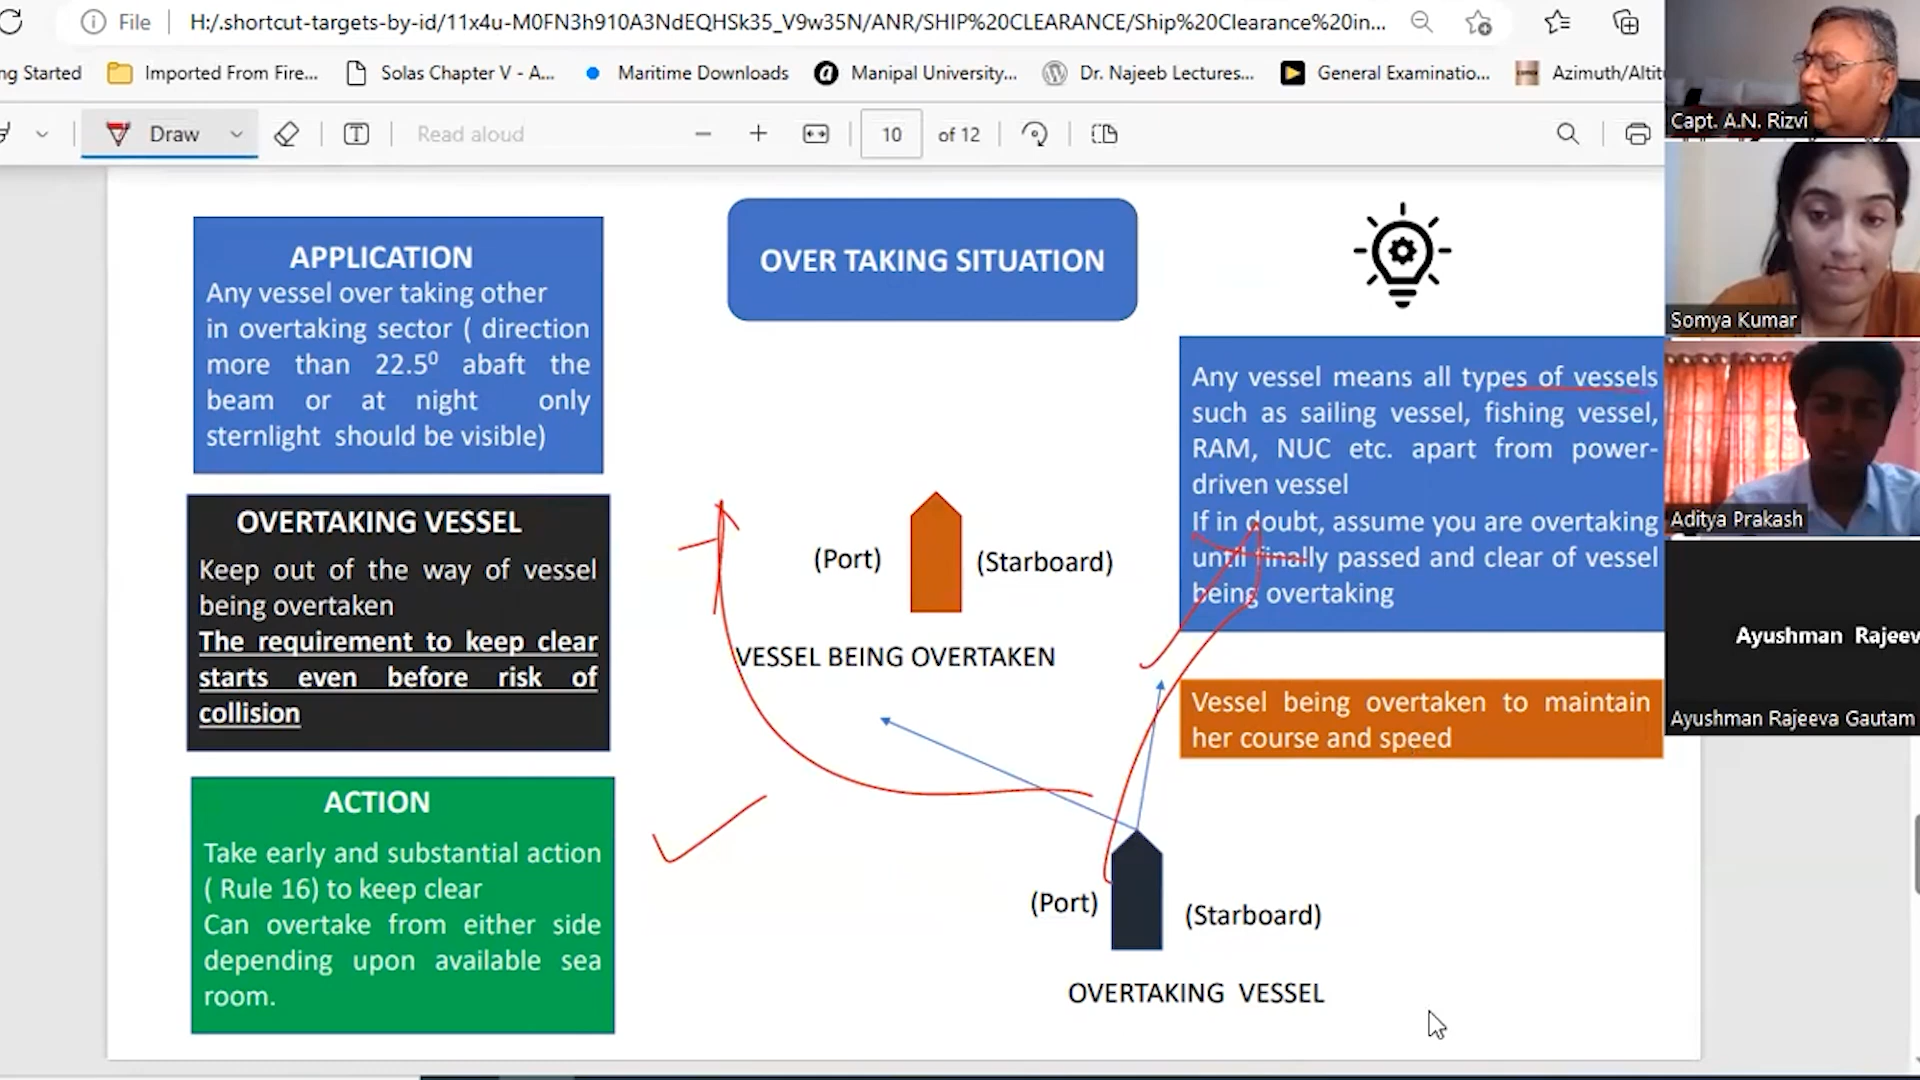 File
H:/.shortcut-targets-by-id/11x4u-M0FN3h910A3NdEQHSk35_V9w35N/ANR/SHIP%20CLEARANCE/Ship%20Clearance%20in...
ng Started
Imported From Fire...
Solas Chapter V - A...
Maritime Downloads
Manipal University,...
Dr. Najeeb Lectures...
General Examinatio...
Azimuth/Altit
Draw
Read aloud
10 of 12
OVER TAKING SITUATION
APPLICATION
Any vessel over taking other
in overtaking sector ( direction
more than 22.5⁰ abaft the
beam or at night only
sternlight should be visible)
OVERTAKING VESSEL
Keep out of the way of vessel
being overtaken
The requirement to keep clear
starts even before risk of
collision
ACTION
Take early and substantial action
( Rule 16) to keep clear
Can overtake from either side
depending upon available sea
room.
(Port)
(Starboard)
VESSEL BEING OVERTAKEN
(Port)
(Starboard)
OVERTAKING VESSEL
Any vessel means all types of vessels
such as sailing vessel, fishing vessel,
RAM, NUC etc. apart from power-
driven vessel
If in doubt, assume you are overtaking
until finally passed and clear of vessel
being overtaking
Vessel being overtaken to maintain
her course and speed
Capt. A.N. Rizvi
Somya Kumar
Aditya Prakash
Ayushman Rajeev
Ayushman Rajeeva Gautam